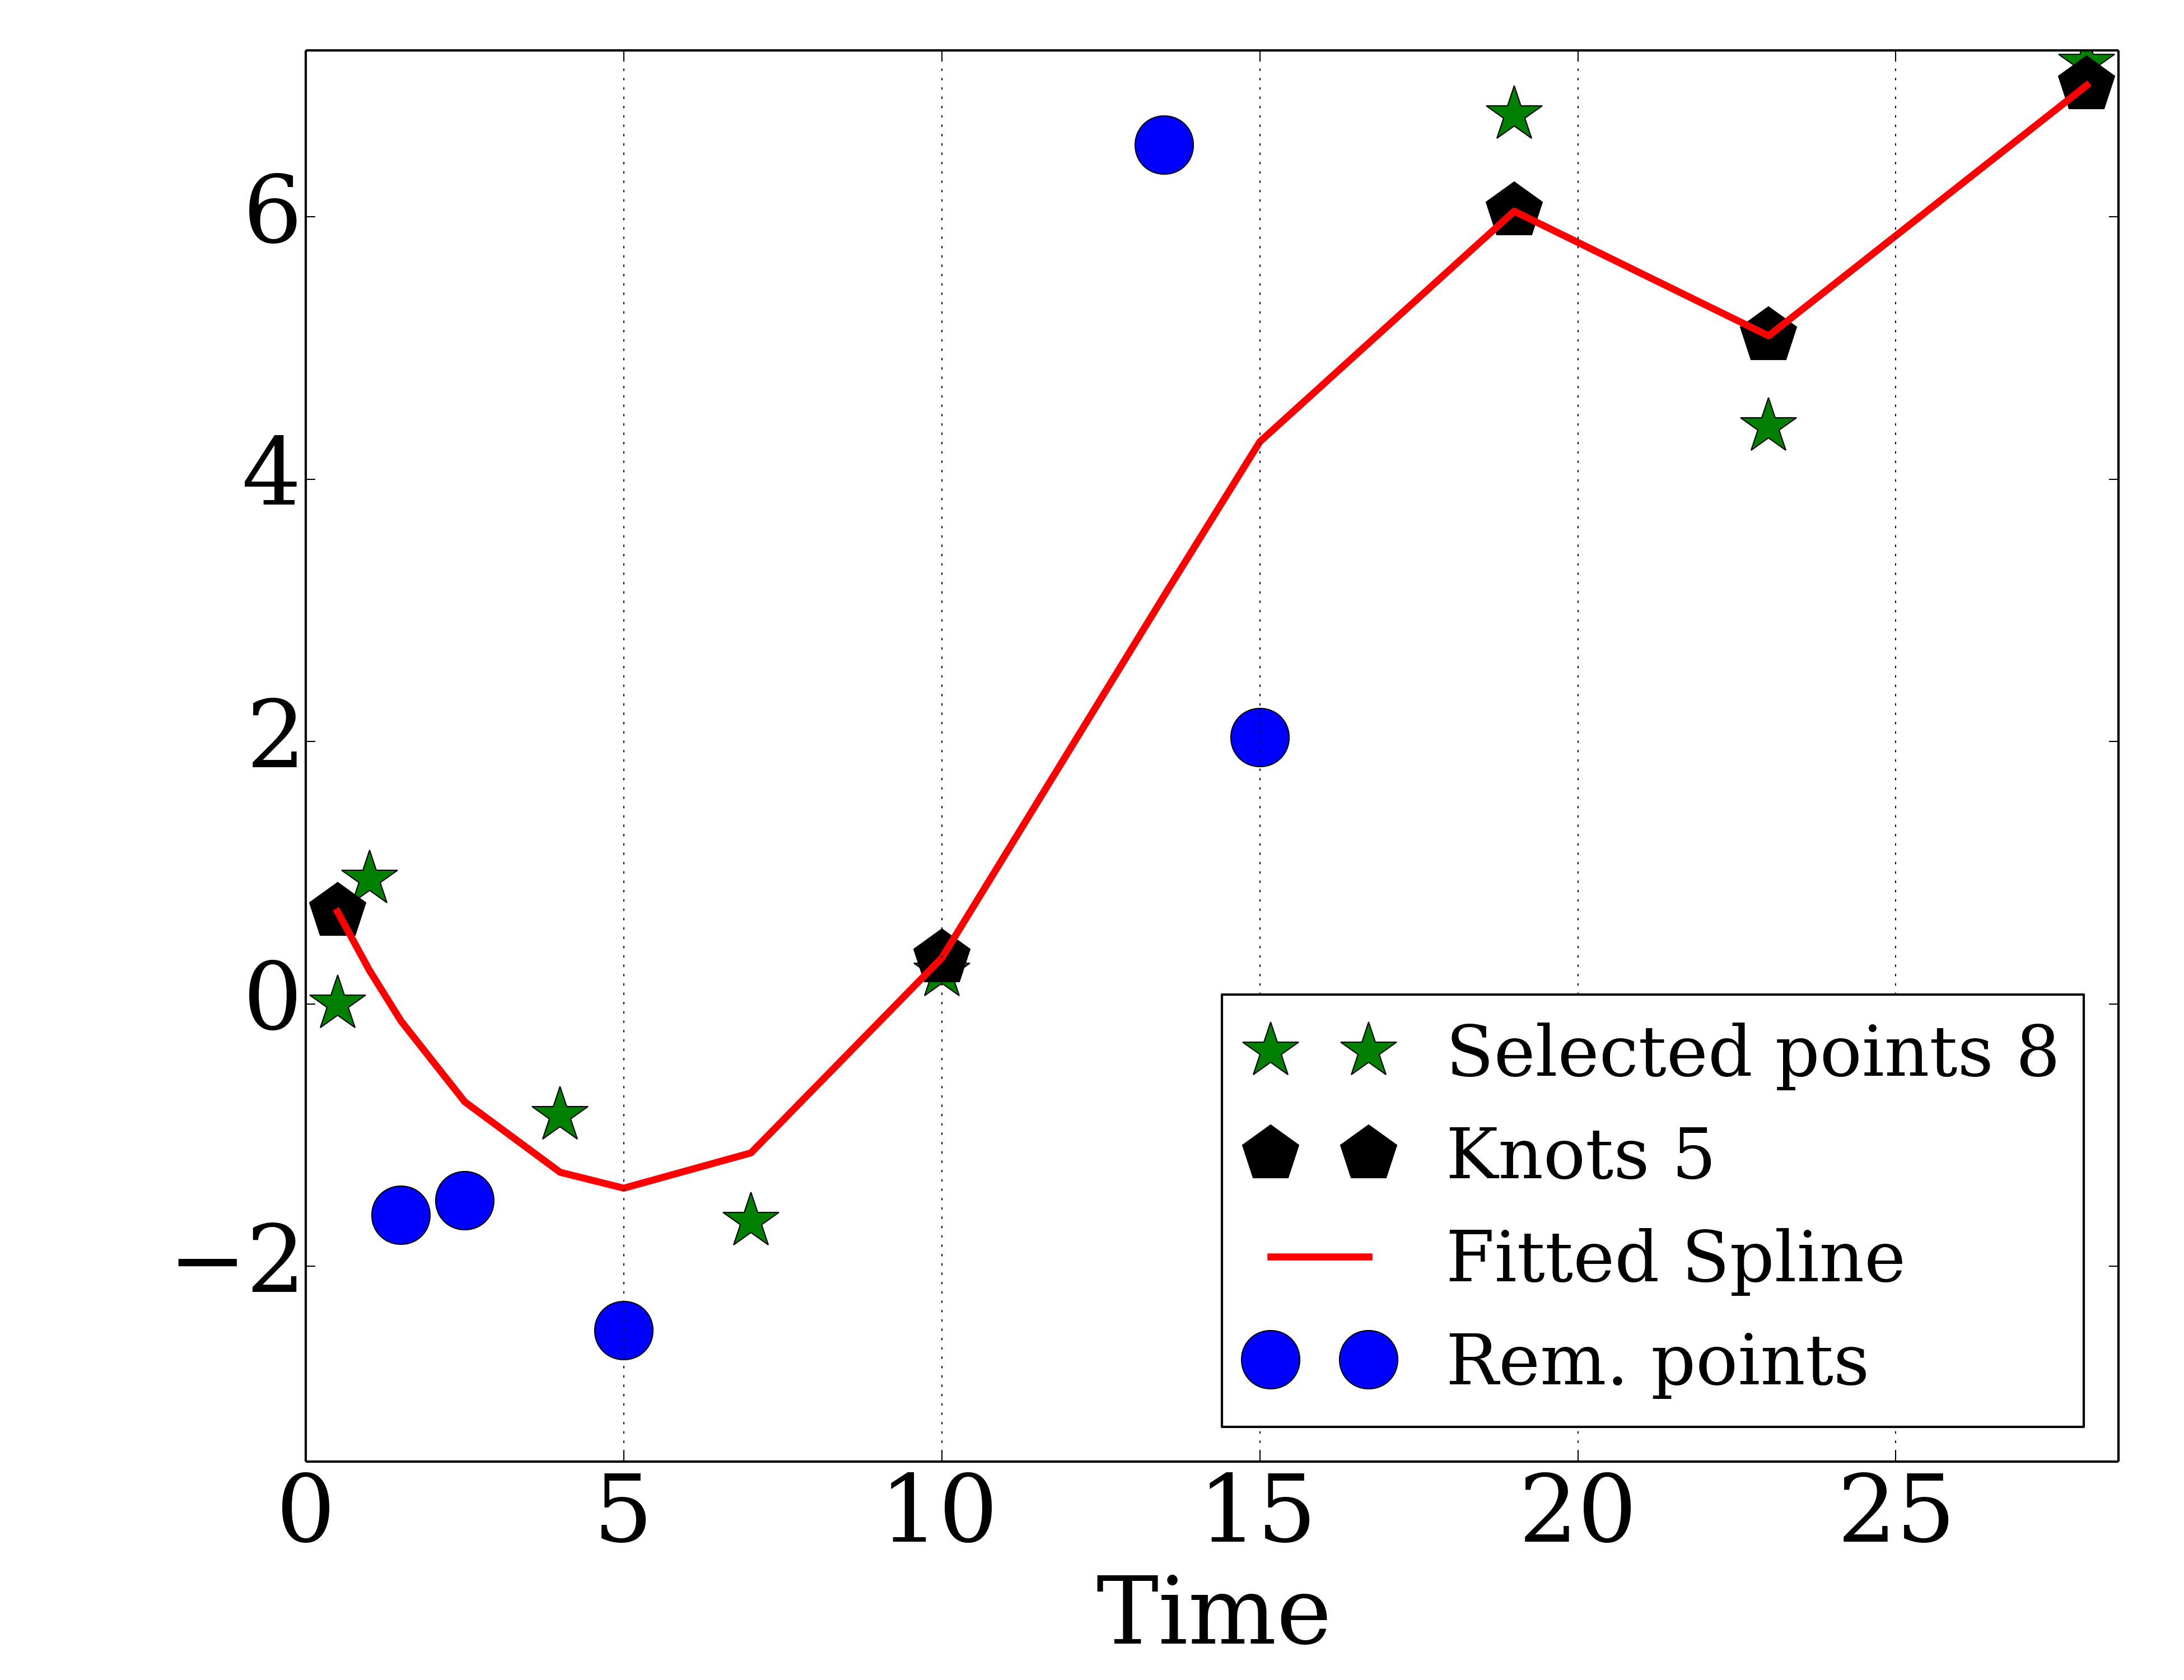 6
4
2
0
−2
Selected points 8
Knots 5
Fitted Spline
Rem. points
0 5 10 15 20 25
Time